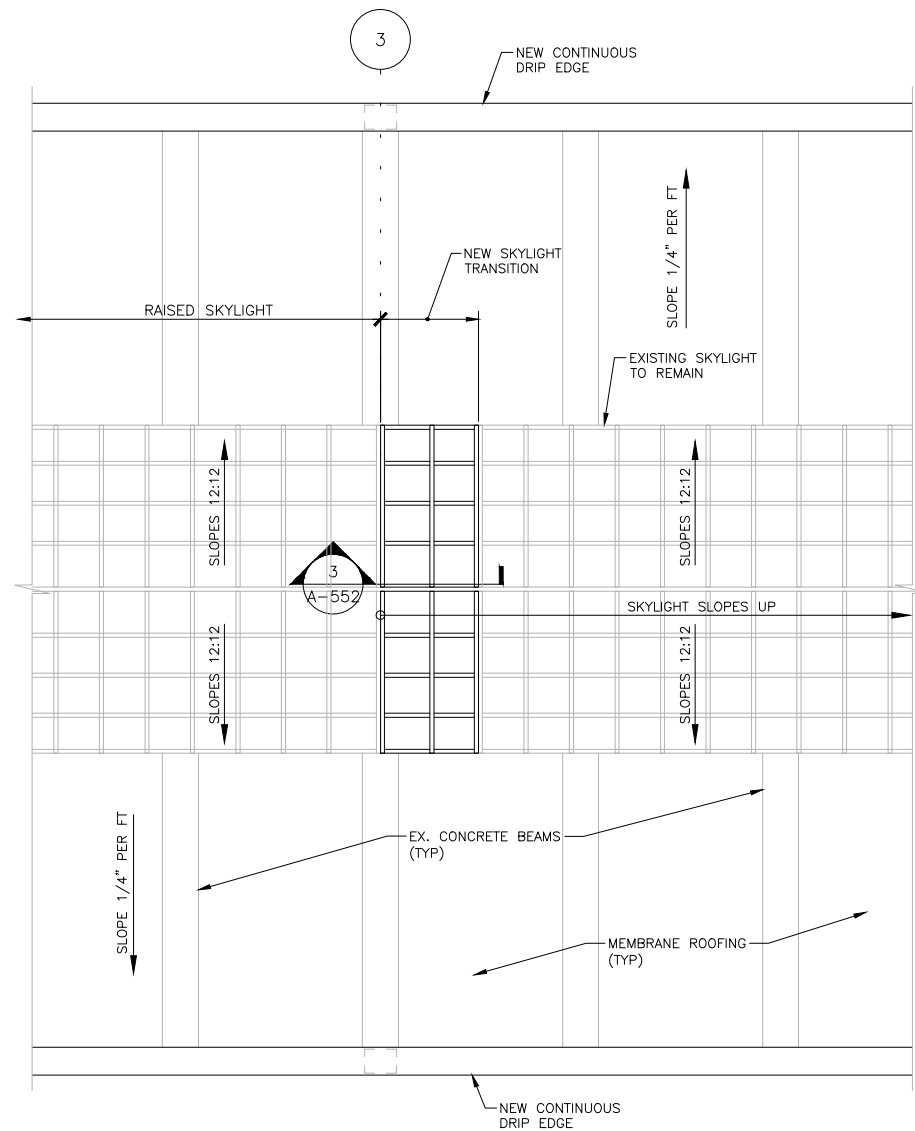 3
NEW CONTINUOUS
DRIP EDGE
SLOPE 1/4" PER FT
NEW SKYLIGHT
TRANSITION
RAISED SKYLIGHT
EXISTING SKYLIGHT
TO REMAIN
SLOPES 12:12
SLOPES 12:12
3
A-552
SKYLIGHT SLOPES UP
SLOPES 12:12
SLOPES 12:12
SLOPE 1/4" PER FT
EX. CONCRETE BEAMS
(TYP)
MEMBRANE ROOFING
(TYP)
NEW CONTINUOUS
DRIP EDGE